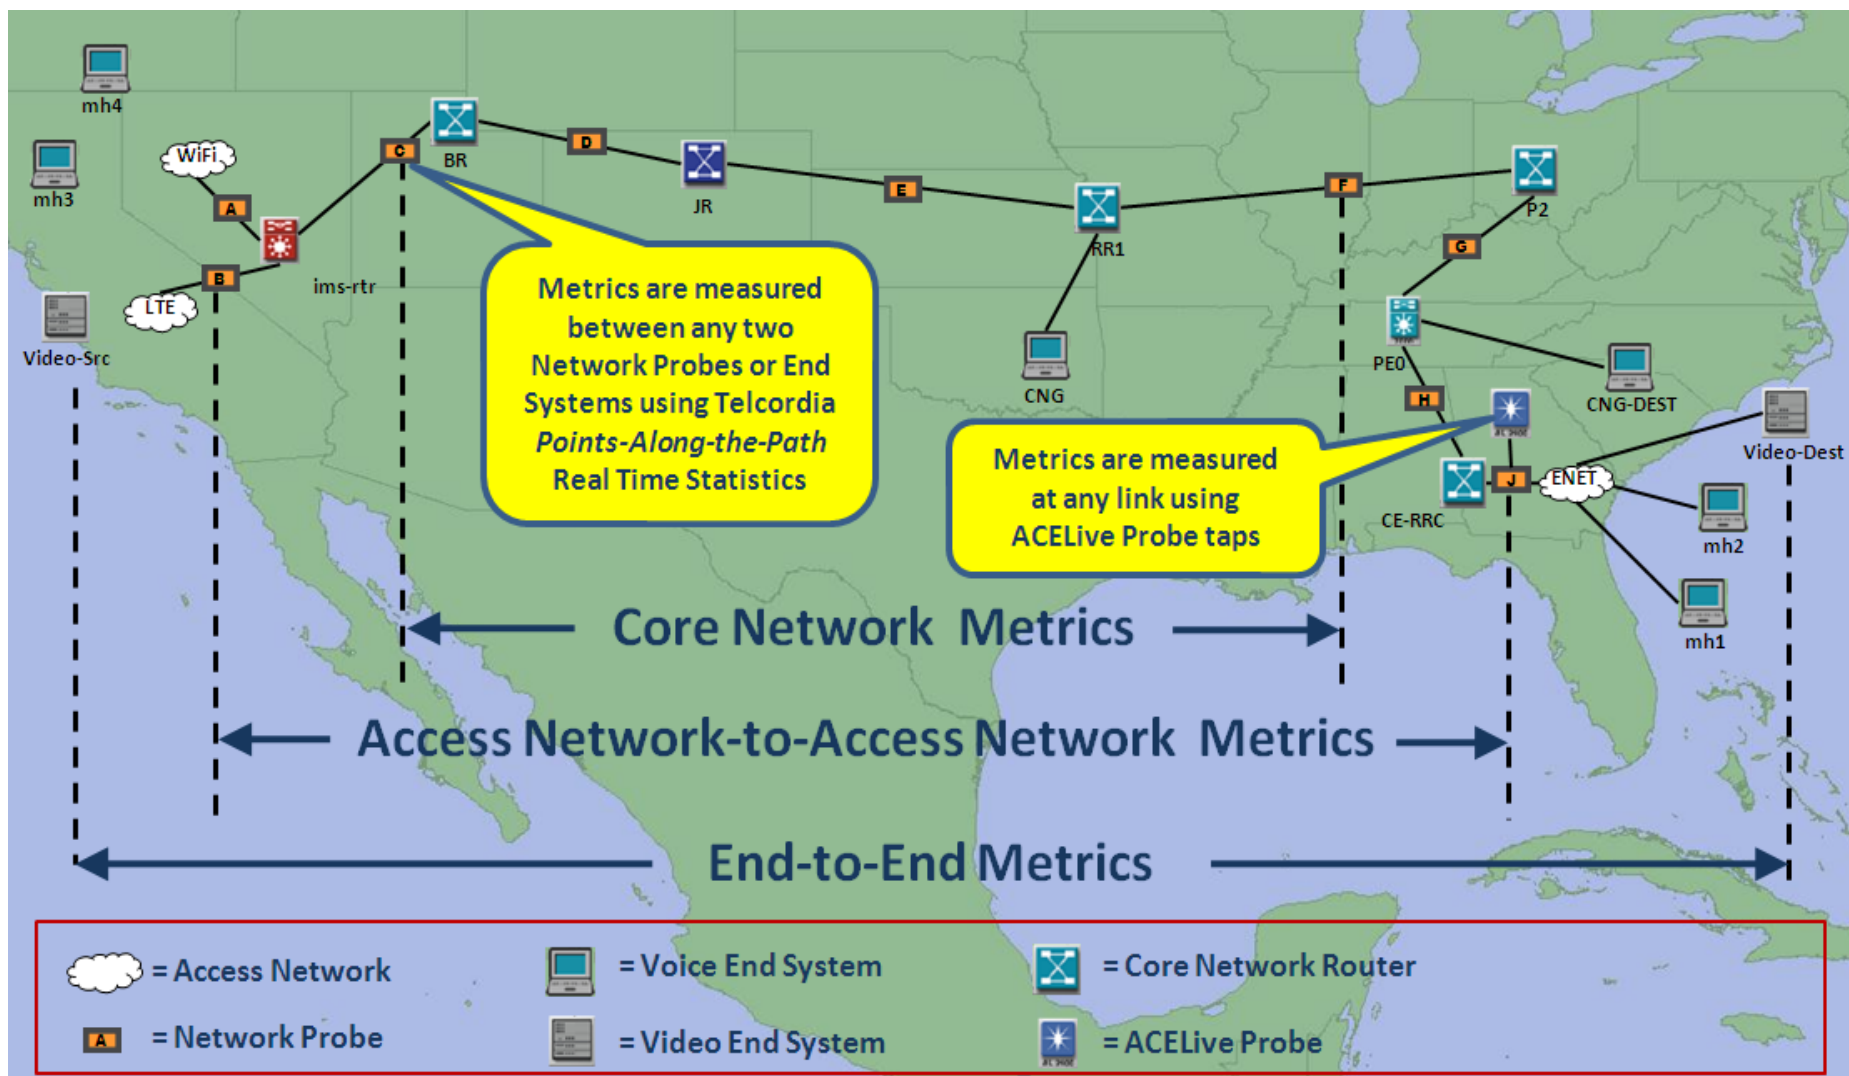 mh4
mh3
WiFi
A
B
LTE
ims-rtr
Video-Src
C
BR
D
JR
E
RR1
CNG
F
P2
G
PE0
H
CNG-DEST
CE-RRC
J
ENET
Video-Dest
mh2
mh1
Metrics are measured
between any two
Network Probes or End
Systems using Telcordia
Points-Along-the-Path
Real Time Statistics
Metrics are measured
at any link using
ACELive Probe taps
Core Network Metrics
Access Network-to-Access Network Metrics
End-to-End Metrics
= Access Network
= Voice End System
= Core Network Router
A
= Network Probe
= Video End System
= ACELive Probe